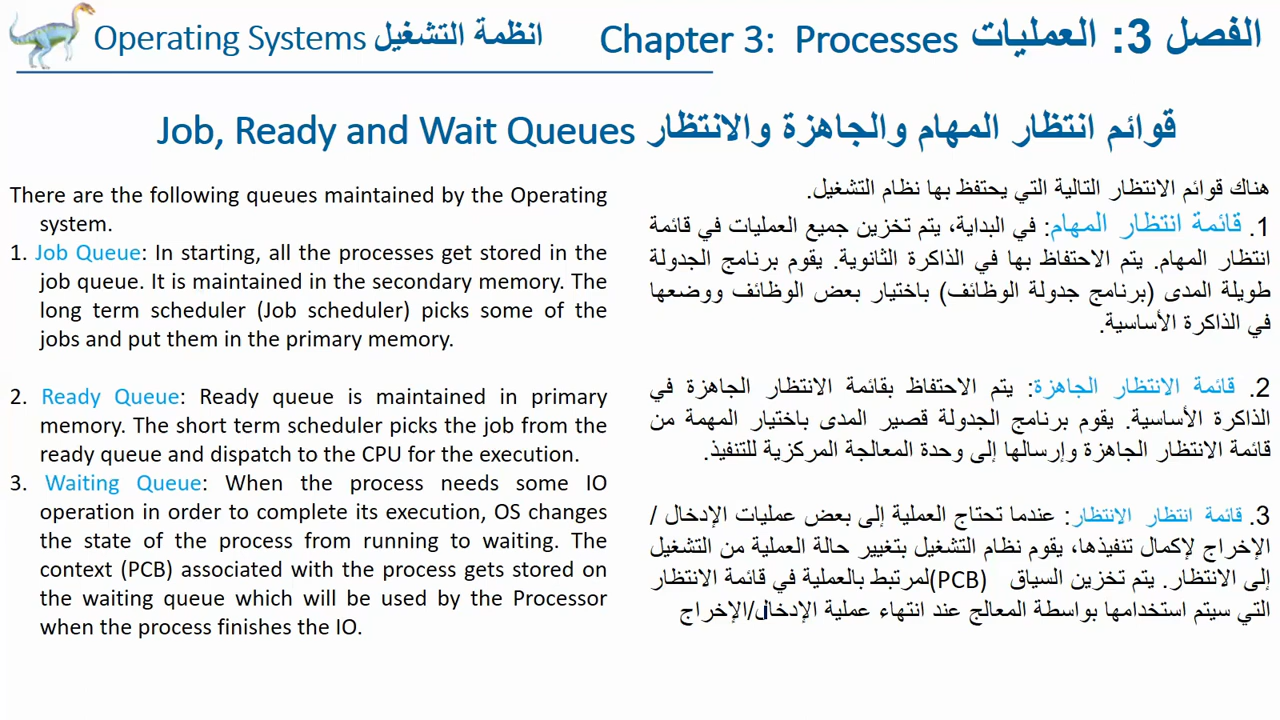 Operating Systems انظمة التشغيل
Chapter 3: Processes الفصل 3: العمليات
Job, Ready and Wait Queues قوائم انتظار المهام والجاهزة والانتظار
There are the following queues maintained by the Operating
system.
1. Job Queue: In starting, all the processes get stored in the
job queue. It is maintained in the secondary memory. The
long term scheduler (Job scheduler) picks some of the
jobs and put them in the primary memory.
2. Ready Queue: Ready queue is maintained in primary
memory. The short term scheduler picks the job from the
ready queue and dispatch to the CPU for the execution.
3. Waiting Queue: When the process needs some IO
operation in order to complete its execution, OS changes
the state of the process from running to waiting. The
context (PCB) associated with the process gets stored on
the waiting queue which will be used by the Processor
when the process finishes the IO.
هناك قوائم الانتظار التالية التي يحتفظ بها نظام التشغيل.
1. قائمة انتظار المهام: في البداية، يتم تخزين جميع العمليات في قائمة
انتظار المهام. يتم الاحتفاظ بها في الذاكرة الثانوية. يقوم برنامج الجدولة
طويلة المدى (برنامج جدولة الوظائف) باختيار بعض الوظائف ووضعها
في الذاكرة الأساسية.
2. قائمة الانتظار الجاهزة: يتم الاحتفاظ بقائمة الانتظار الجاهزة في
الذاكرة الأساسية. يقوم برنامج الجدولة قصير المدى باختيار المهمة من
قائمة الانتظار الجاهزة وإرسالها إلى وحدة المعالجة المركزية للتنفيذ.
3. قائمة انتظار الانتظار: عندما تحتاج العملية إلى بعض عمليات الإدخال /
الإخراج لإكمال تنفيذها، يقوم نظام التشغيل بتغيير حالة العملية من التشغيل
إلى الانتظار. يتم تخزين السياق (PCB)لمرتبط بالعملية في قائمة الانتظار
التي سيتم استخدامها بواسطة المعالج عند انتهاء عملية الإدخال/الإخراج